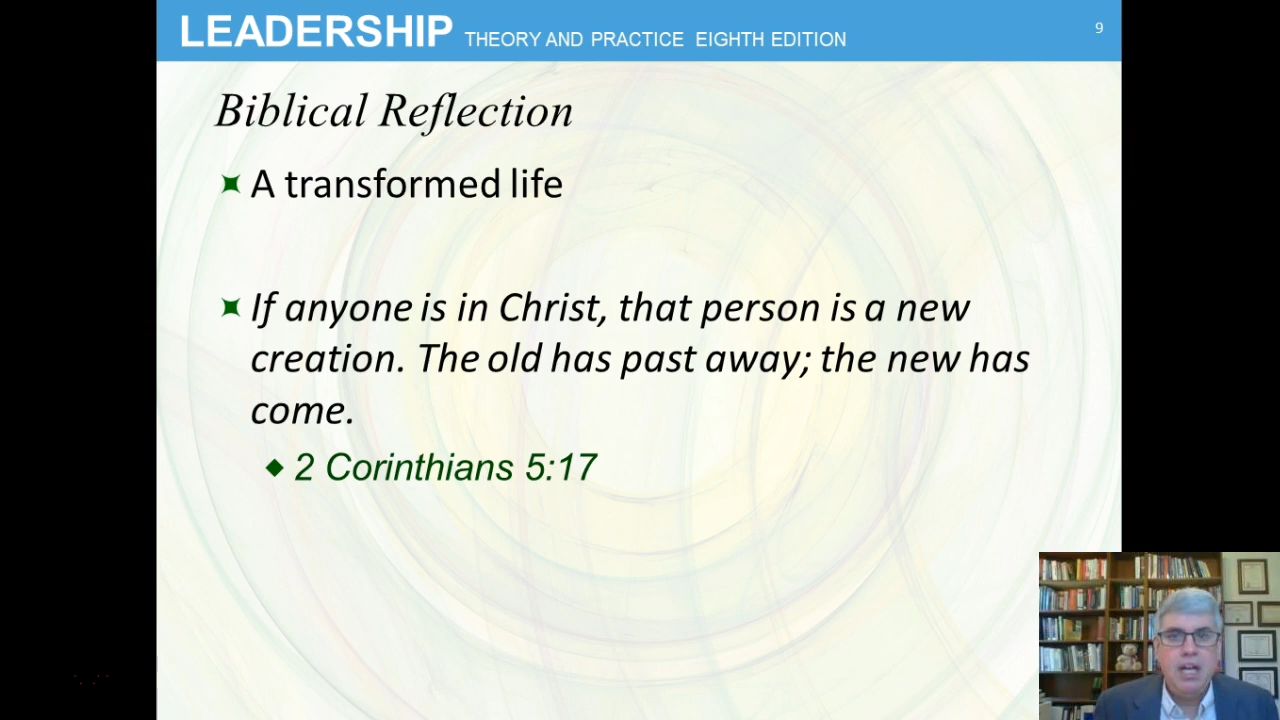 LEADERSHIP THEORY AND PRACTICE EIGHTH EDITION
9
Biblical Reflection
A transformed life
If anyone is in Christ, that person is a new
creation. The old has past away; the new has
come.
2 Corinthians 5:17